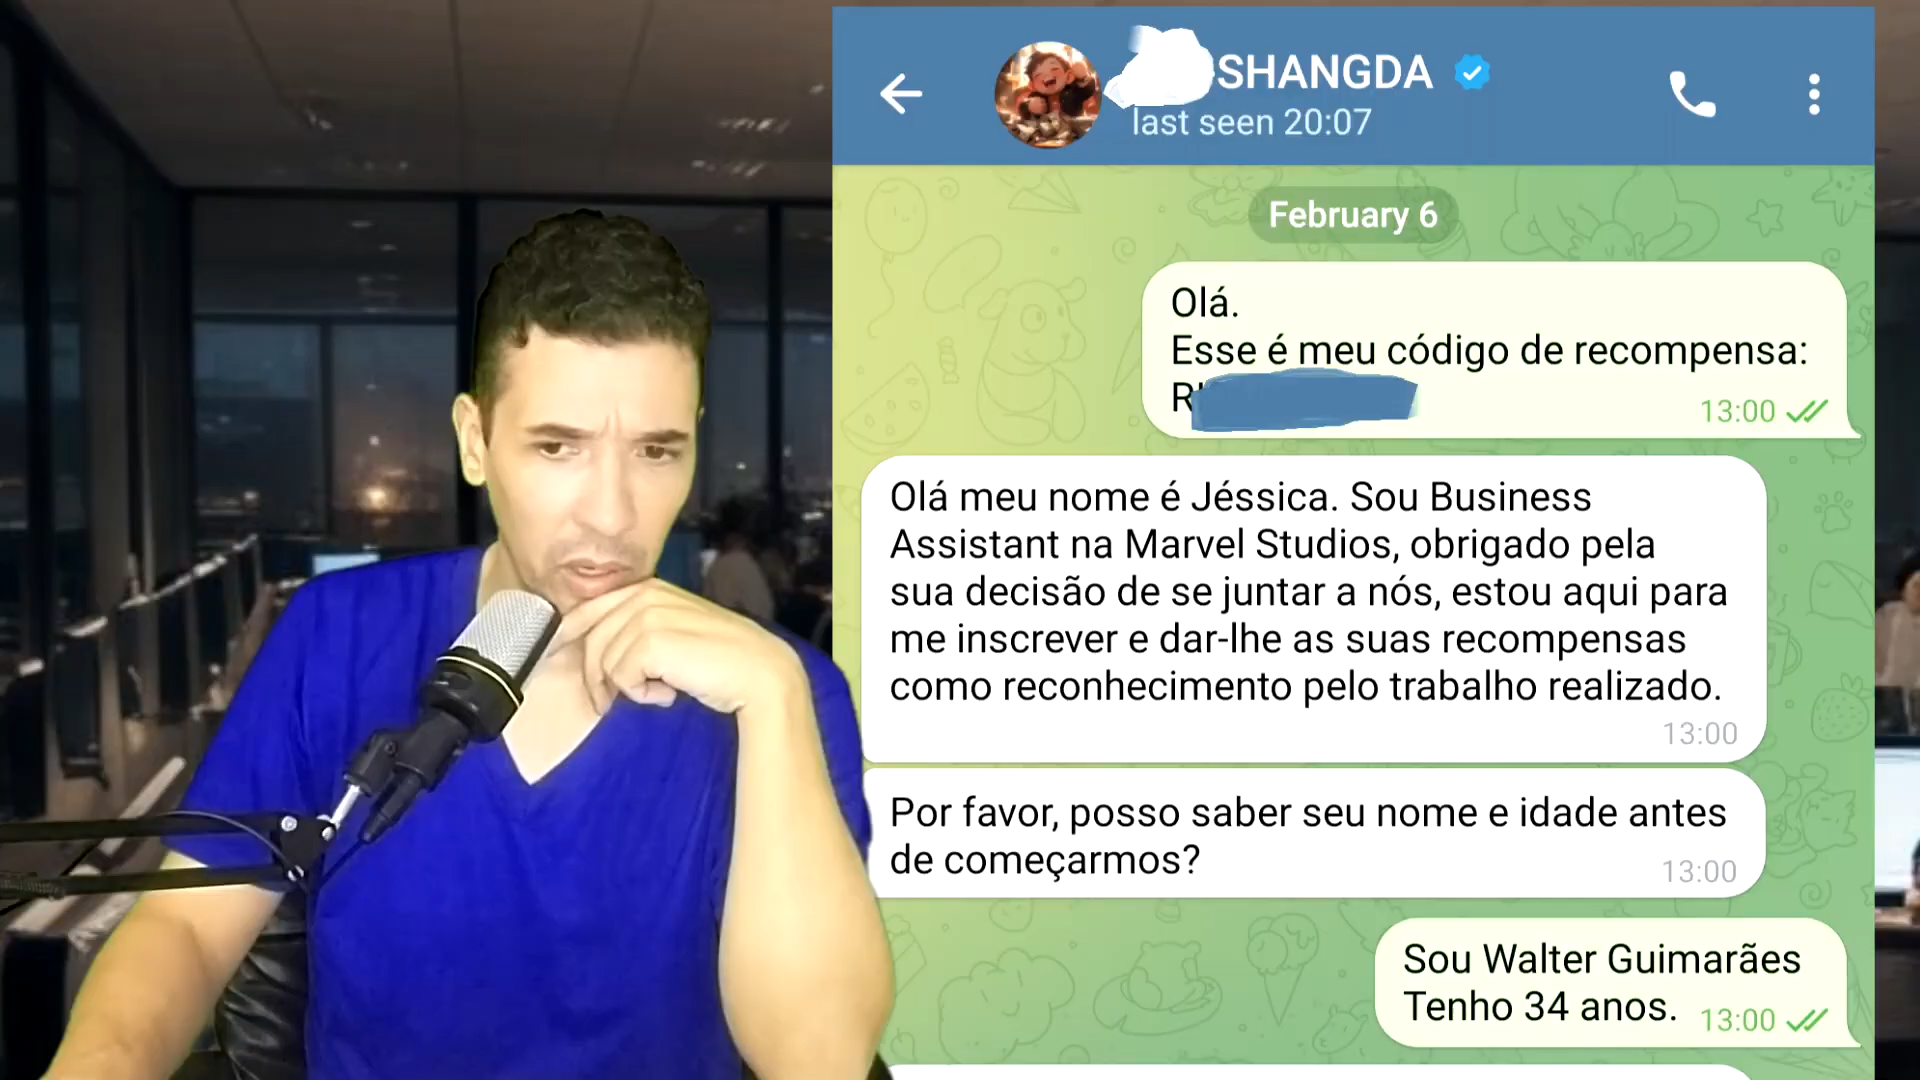 SHANGDA
last seen 20:07
February 6
Olá.
Esse é meu código de recompensa:
13:00
Olá meu nome é Jéssica. Sou Business
Assistant na Marvel Studios, obrigado pela
sua decisão de se juntar a nós, estou aqui para
me inscrever e dar-lhe as suas recompensas
como reconhecimento pelo trabalho realizado.
13:00
Por favor, posso saber seu nome e idade antes
de começarmos?
13:00
Sou Walter Guimarães
Tenho 34 anos.
13:00